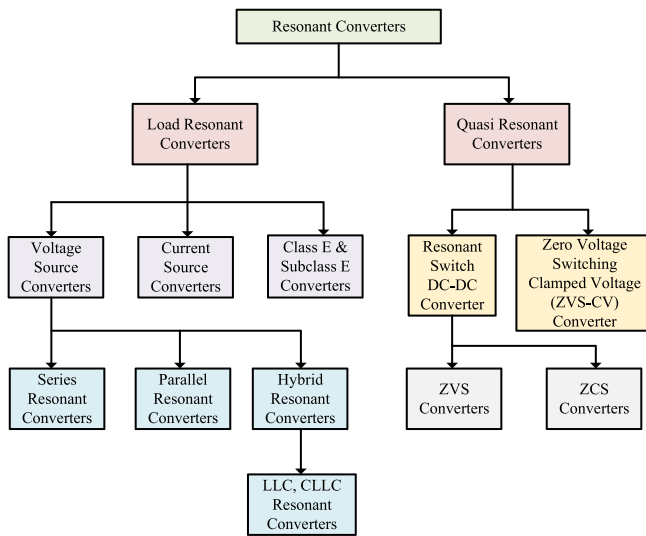 Resonant Converters
Load Resonant
Converters
Quasi Resonant
Converters
Voltage
Source
Converters
Current
Source
Converters
Class E &
Subclass E
Converters
Resonant
Switch
DC-DC
Converter
Zero Voltage
Switching
Clamped Voltage
(ZVS-CV)
Converter
Series
Resonant
Converters
Parallel
Resonant
Converters
Hybrid
Resonant
Converters
ZVS
Converters
ZCS
Converters
LLC, CLLC
Resonant
Converters